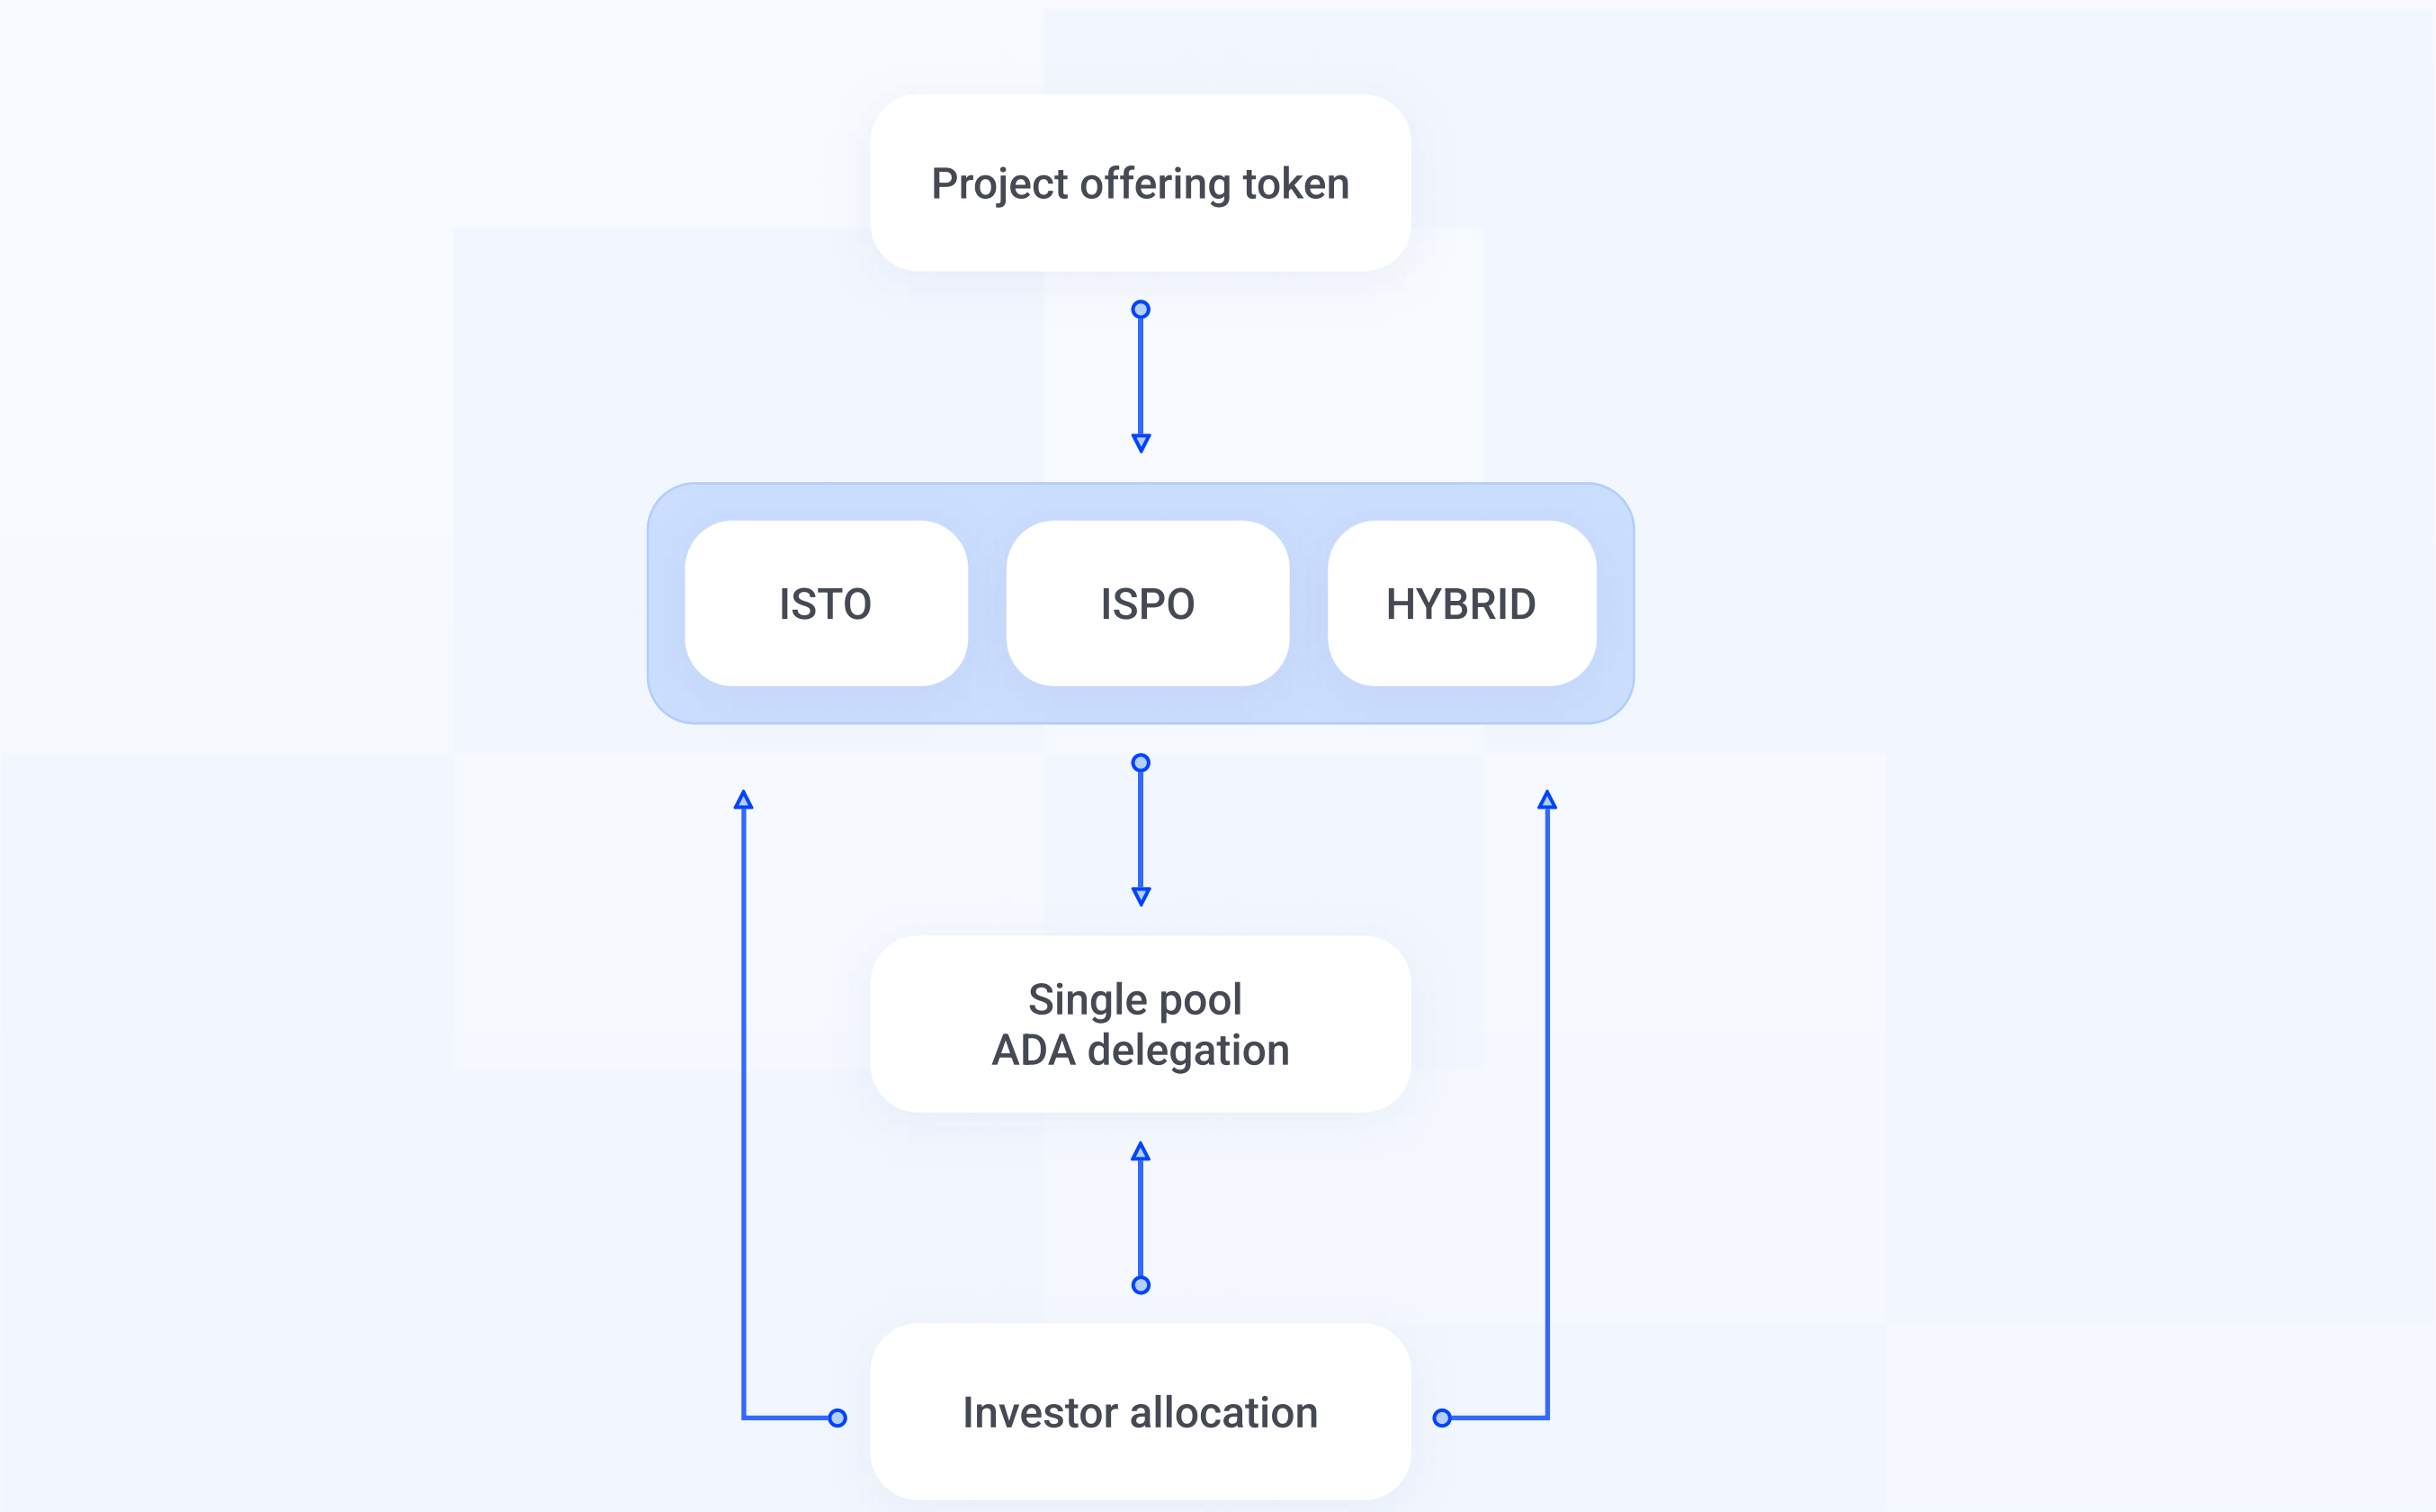 Project offering token
ISTO
ISPO
HYBRID
Single pool
ADA delegation
Investor allocation